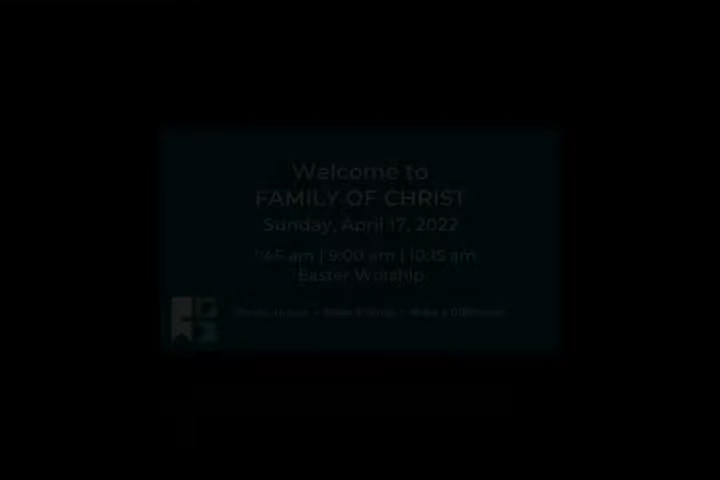 Welcome to
FAMILY OF CHRIST
Sunday, April 17, 2022
7:45 am | 9:00 am | 10:15 am
Easter Worship